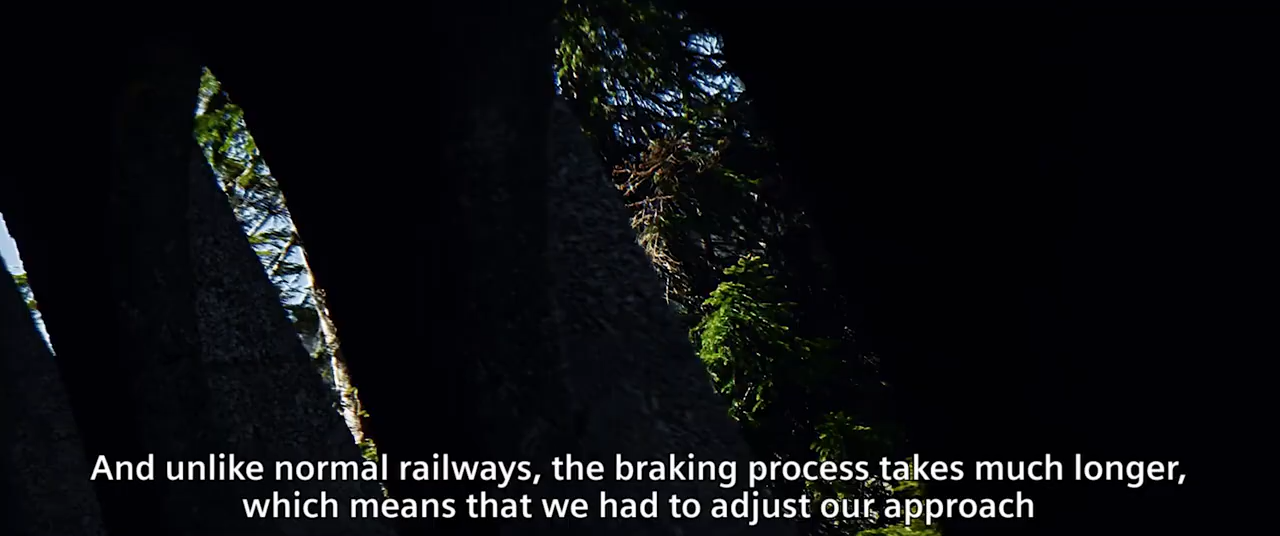 And unlike normal railways, the braking process takes much longer,
which means that we had to adjust our approach